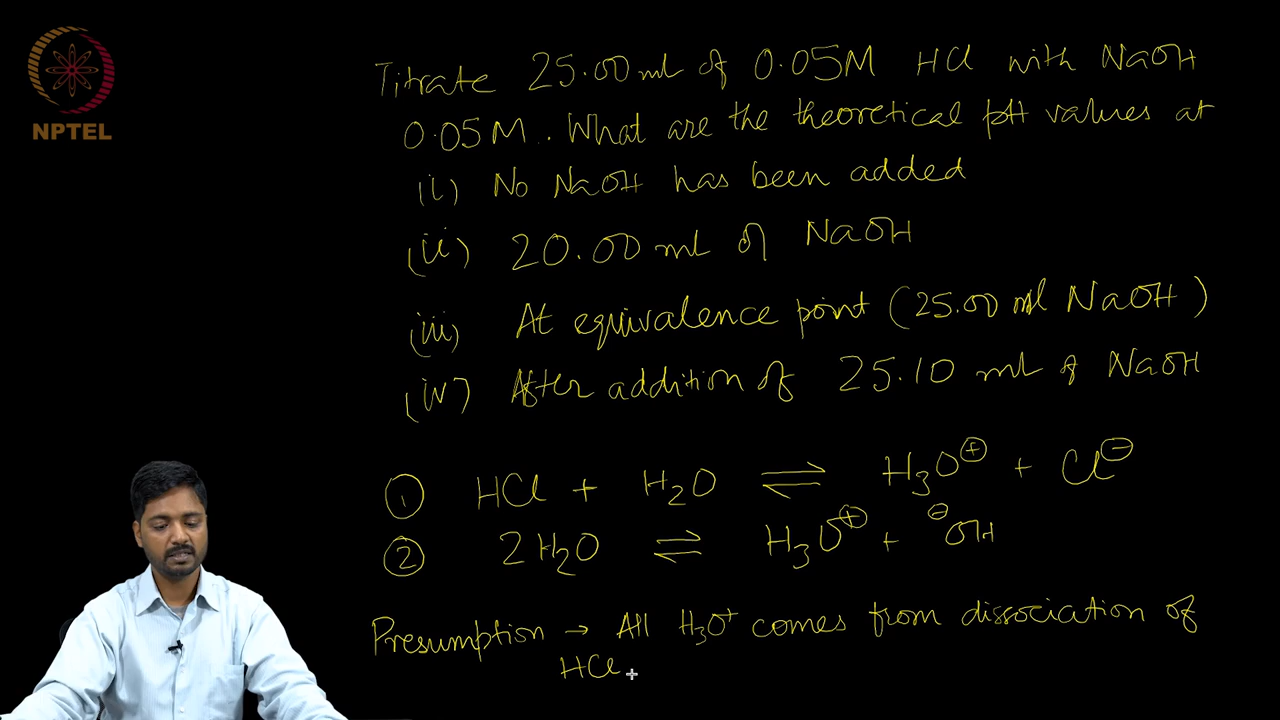 NPTEL
Titrate 25.00 ml of 0.05M HCl with NaOH
0.05M. What are the theoretical pH values at
(i) No NaOH has been added
(ii) 20.00 ml of NaOH
(iii) At equivalence point (25.00 ml NaOH)
(iv) After addition of 25.10 ml of NaOH
① HCl + H₂O ⇌ H₃O⊕ + Cl⊖
② 2H₂O ⇌ H₃O⊕ + ⊖OH
Presumption → All H₃O⁺ comes from dissociation of
HCl